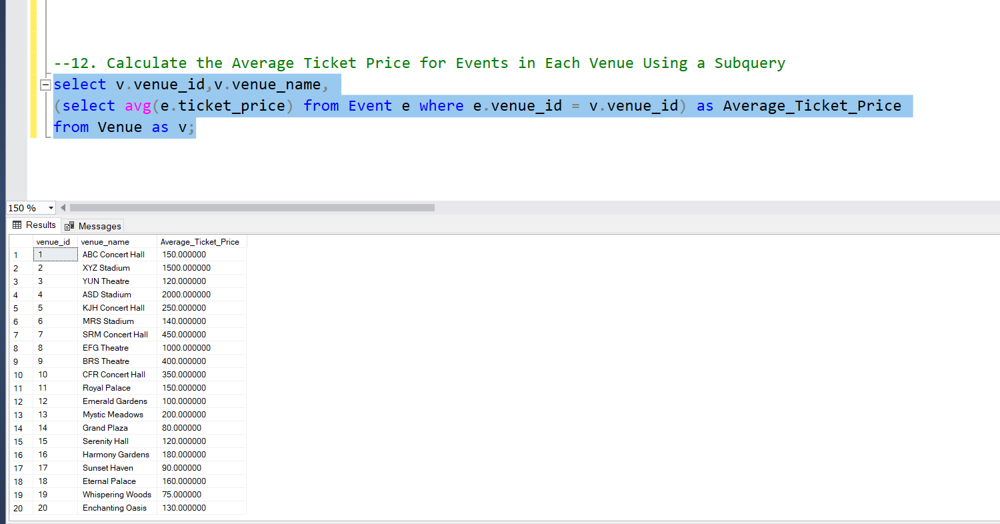 --12. Calculate the Average Ticket Price for Events in Each Venue Using a Subquery
select v.venue_id,v.venue_name,
(select avg(e.ticket_price) from Event e where e.venue_id = v.venue_id) as Average_Ticket_Price
from Venue as v;
150 %
Results Messages
venue_id venue_name Average_Ticket_Price
1 1 ABC Concert Hall 150.000000
2 2 XYZ Stadium 1500.000000
3 3 YUN Theatre 120.000000
4 4 ASD Stadium 2000.000000
5 5 KJH Concert Hall 250.000000
6 6 MRS Stadium 140.000000
7 7 SRM Concert Hall 450.000000
8 8 EFG Theatre 1000.000000
9 9 BRS Theatre 400.000000
10 10 CFR Concert Hall 350.000000
11 11 Royal Palace 150.000000
12 12 Emerald Gardens 100.000000
13 13 Mystic Meadows 200.000000
14 14 Grand Plaza 80.000000
15 15 Serenity Hall 120.000000
16 16 Harmony Gardens 180.000000
17 17 Sunset Haven 90.000000
18 18 Eternal Palace 160.000000
19 19 Whispering Woods 75.000000
20 20 Enchanting Oasis 130.000000